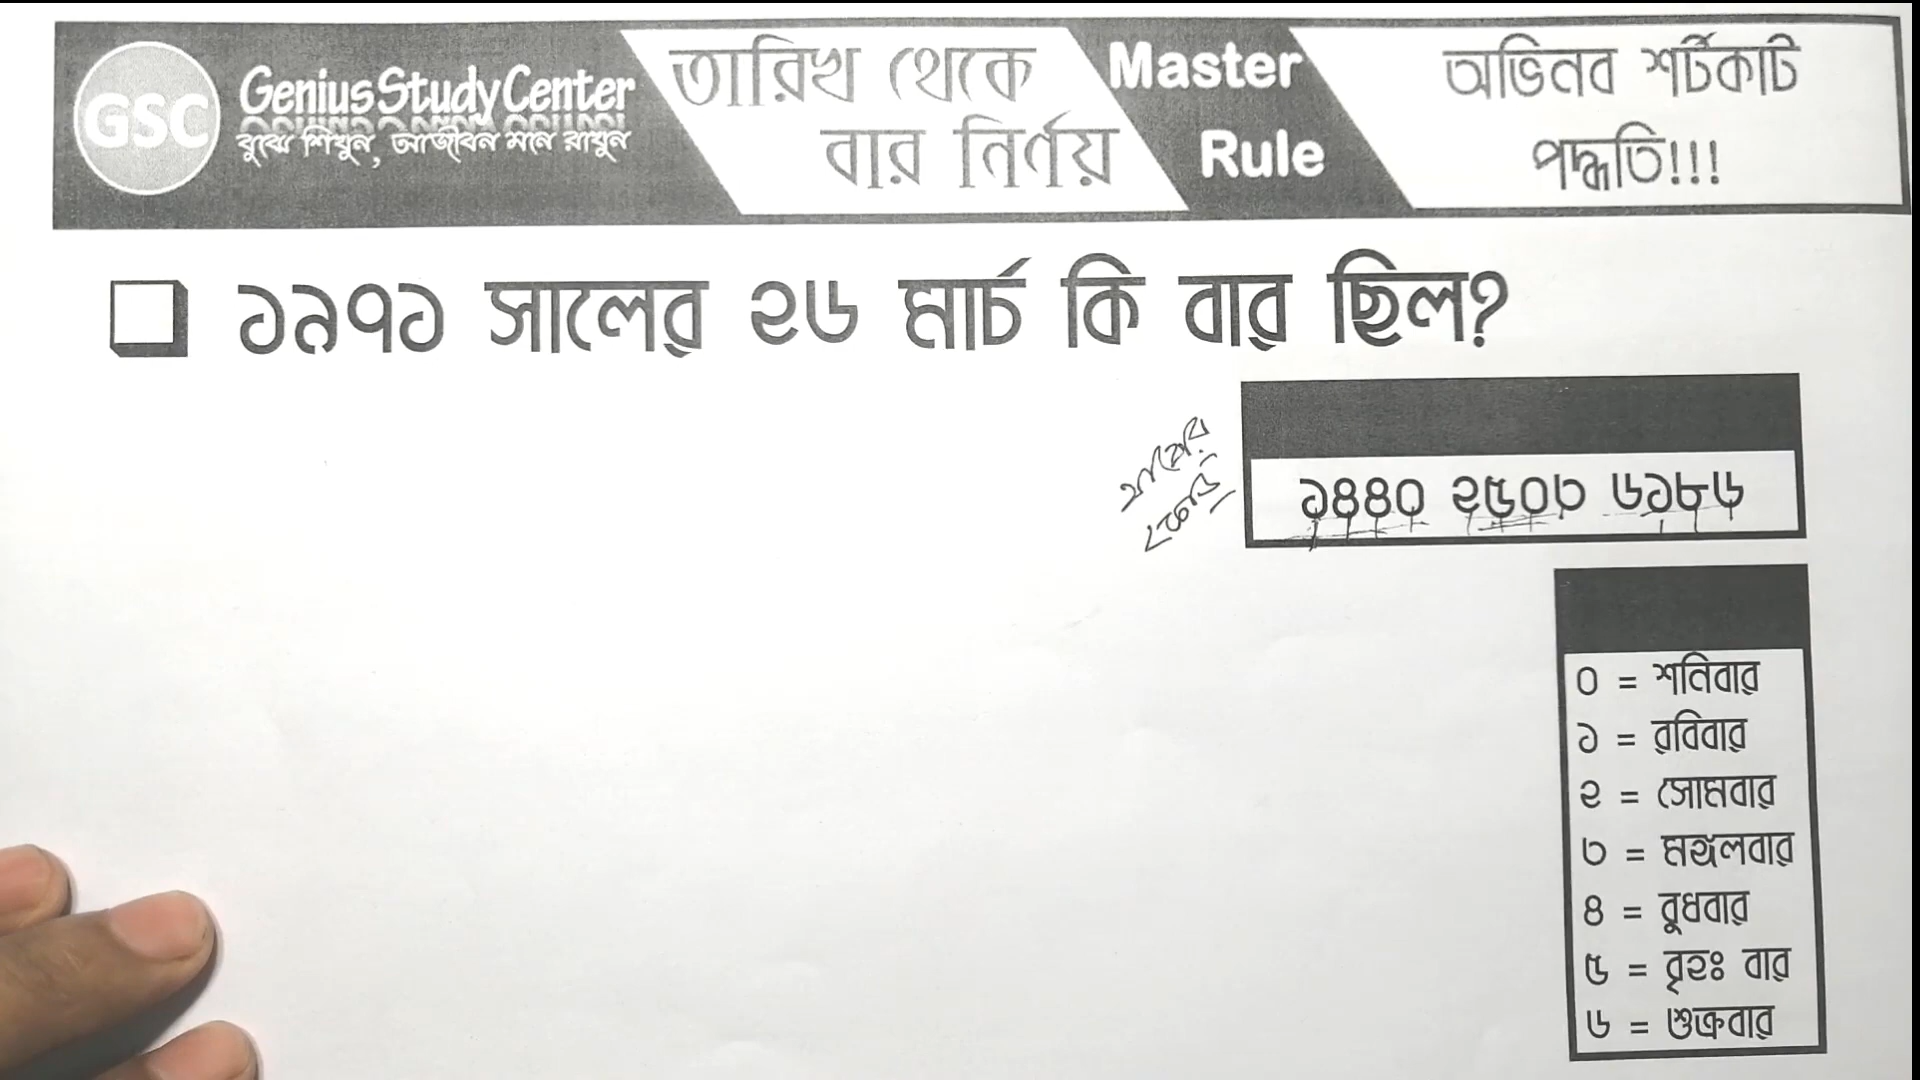 GSC
Genius Study Center
বুঝে শিখুন, আজীবন মনে রাখুন
তারিখ থেকে
বার নির্ণয়
Master
Rule
অভিনব শর্টকাট
পদ্ধতি!!!
১৯৭১ সালের ২৬ মার্চ কি বার ছিল?
মাসের
কোড
১৪৪০ ২৫০৩ ৬১৪৬
০ = শনিবার
১ = রবিবার
২ = সোমবার
৩ = মঙ্গলবার
৪ = বুধবার
৫ = বৃহঃ বার
৬ = শুক্রবার